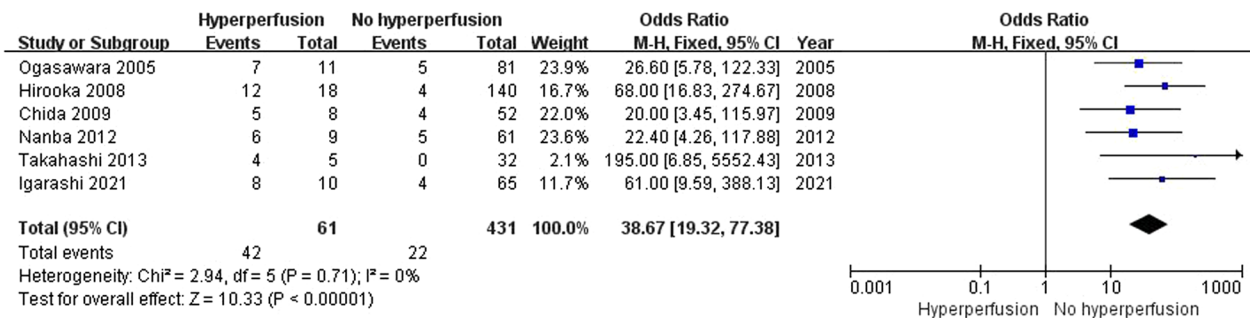 Hyperperfusion No hyperperfusion Odds Ratio Odds Ratio
Study or Subgroup Events Total Events Total Weight M-H, Fixed, 95% CI Year M-H, Fixed, 95% CI
Ogasawara 2005 7 11 5 81 23.9% 26.60 [5.78, 122.33] 2005
Hirooka 2008 12 18 4 140 16.7% 68.00 [16.83, 274.67] 2008
Chida 2009 5 8 4 52 22.0% 20.00 [3.45, 115.97] 2009
Nanba 2012 6 9 5 61 23.6% 22.40 [4.26, 117.88] 2012
Takahashi 2013 4 5 0 32 2.1% 195.00 [6.85, 5552.43] 2013
Igarashi 2021 8 10 4 65 11.7% 61.00 [9.59, 388.13] 2021
Total (95% CI) 61 431 100.0% 38.67 [19.32, 77.38]
Total events 42 22
Heterogeneity: Chi² = 2.94, df = 5 (P = 0.71); I² = 0%
Test for overall effect: Z = 10.33 (P < 0.00001)
0.001 0.1 1 10 1000
Hyperperfusion No hyperperfusion